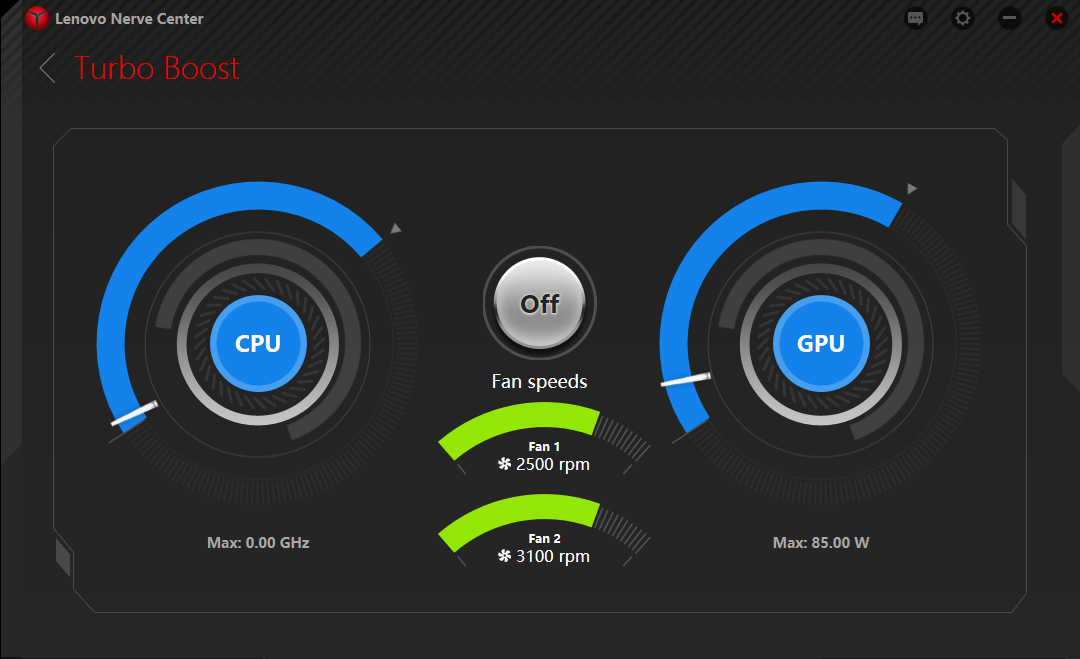 Lenovo Nerve Center
Turbo Boost
CPU
Off
GPU
Fan speeds
Fan 1
2500 rpm
Fan 2
3100 rpm
Max: 0.00 GHz
Max: 85.00 W